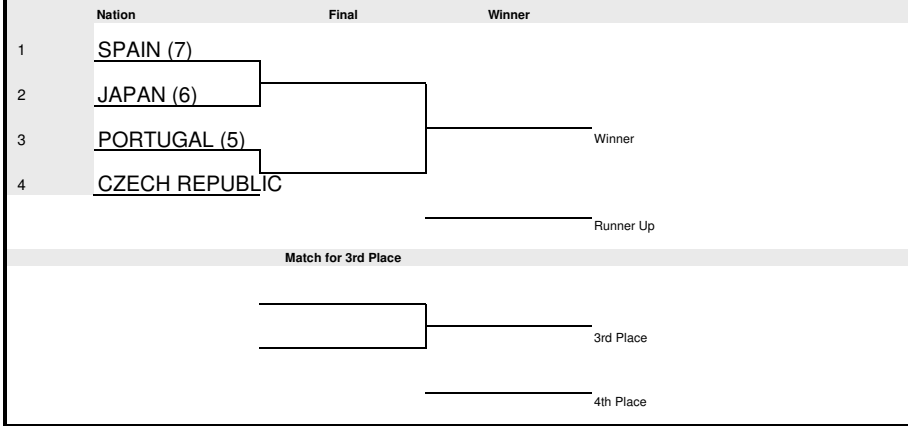 Nation Final Winner
1 SPAIN (7)
2 JAPAN (6)
3 PORTUGAL (5)
Winner
4 CZECH REPUBLIC
Runner Up
Match for 3rd Place
3rd Place
4th Place